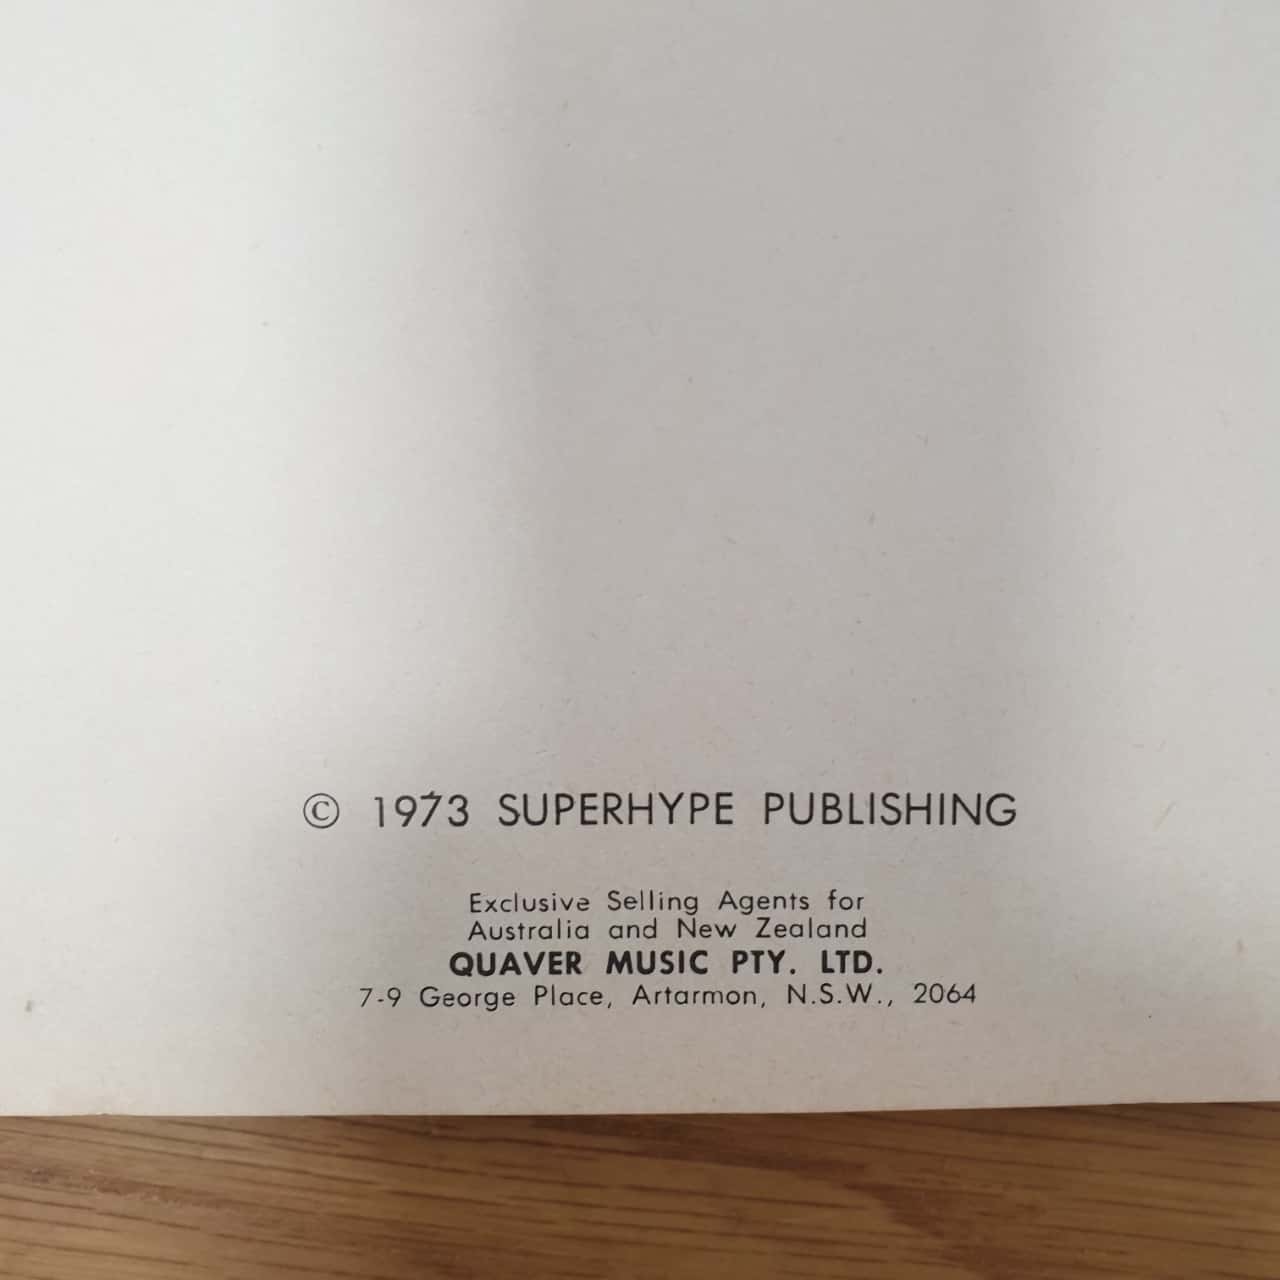 © 1973 SUPERHYPE PUBLISHING
Exclusive Selling Agents for
Australia and New Zealand
QUAVER MUSIC PTY. LTD.
7-9 George Place, Artarmon, N.S.W., 2064